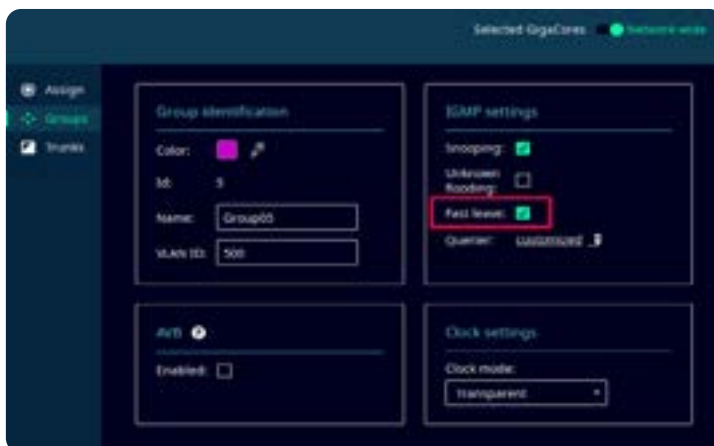 Selected GigaCores Network-wide
Assign
Groups
Trunks
Group identification
Color:
Id: 5
Name: Group05
VLAN ID: 500
IGMP settings
Snooping:
Unknown
flooding:
Fast leave:
Querier: customized
AVB
Enabled:
Clock settings
Clock mode:
Transparent